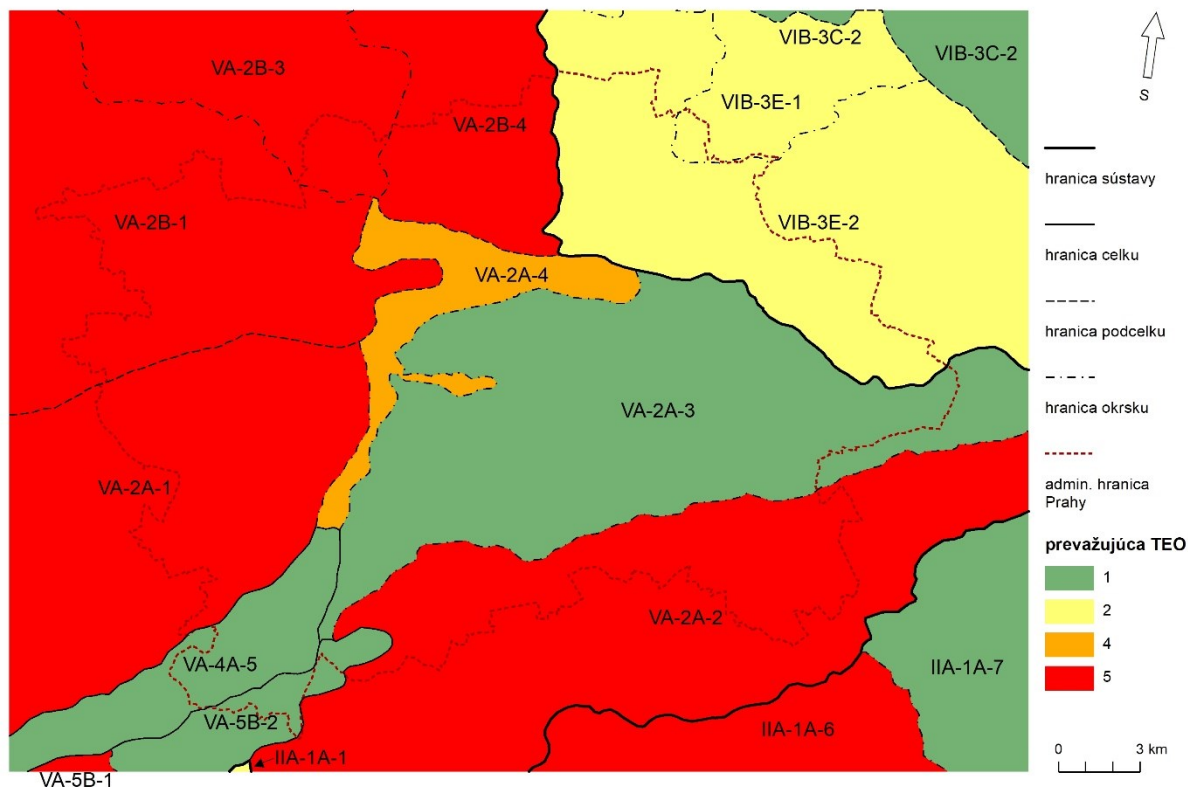 VIB-3C-2
VIB-3C-2
VA-2B-3
VIB-3E-1
VA-2B-4
VA-2B-1
VIB-3E-2
VA-2A-4
VA-2A-3
VA-2A-1
VA-2A-2
VA-4A-5
IIA-1A-7
VA-5B-2
IIA-1A-6
IIA-1A-1
VA-5B-1
S
hranica sústavy
hranica celku
hranica podcelku
hranica okrsku
admin. hranica
Prahy
prevažujúca TEO
1
2
4
5
0 3 km